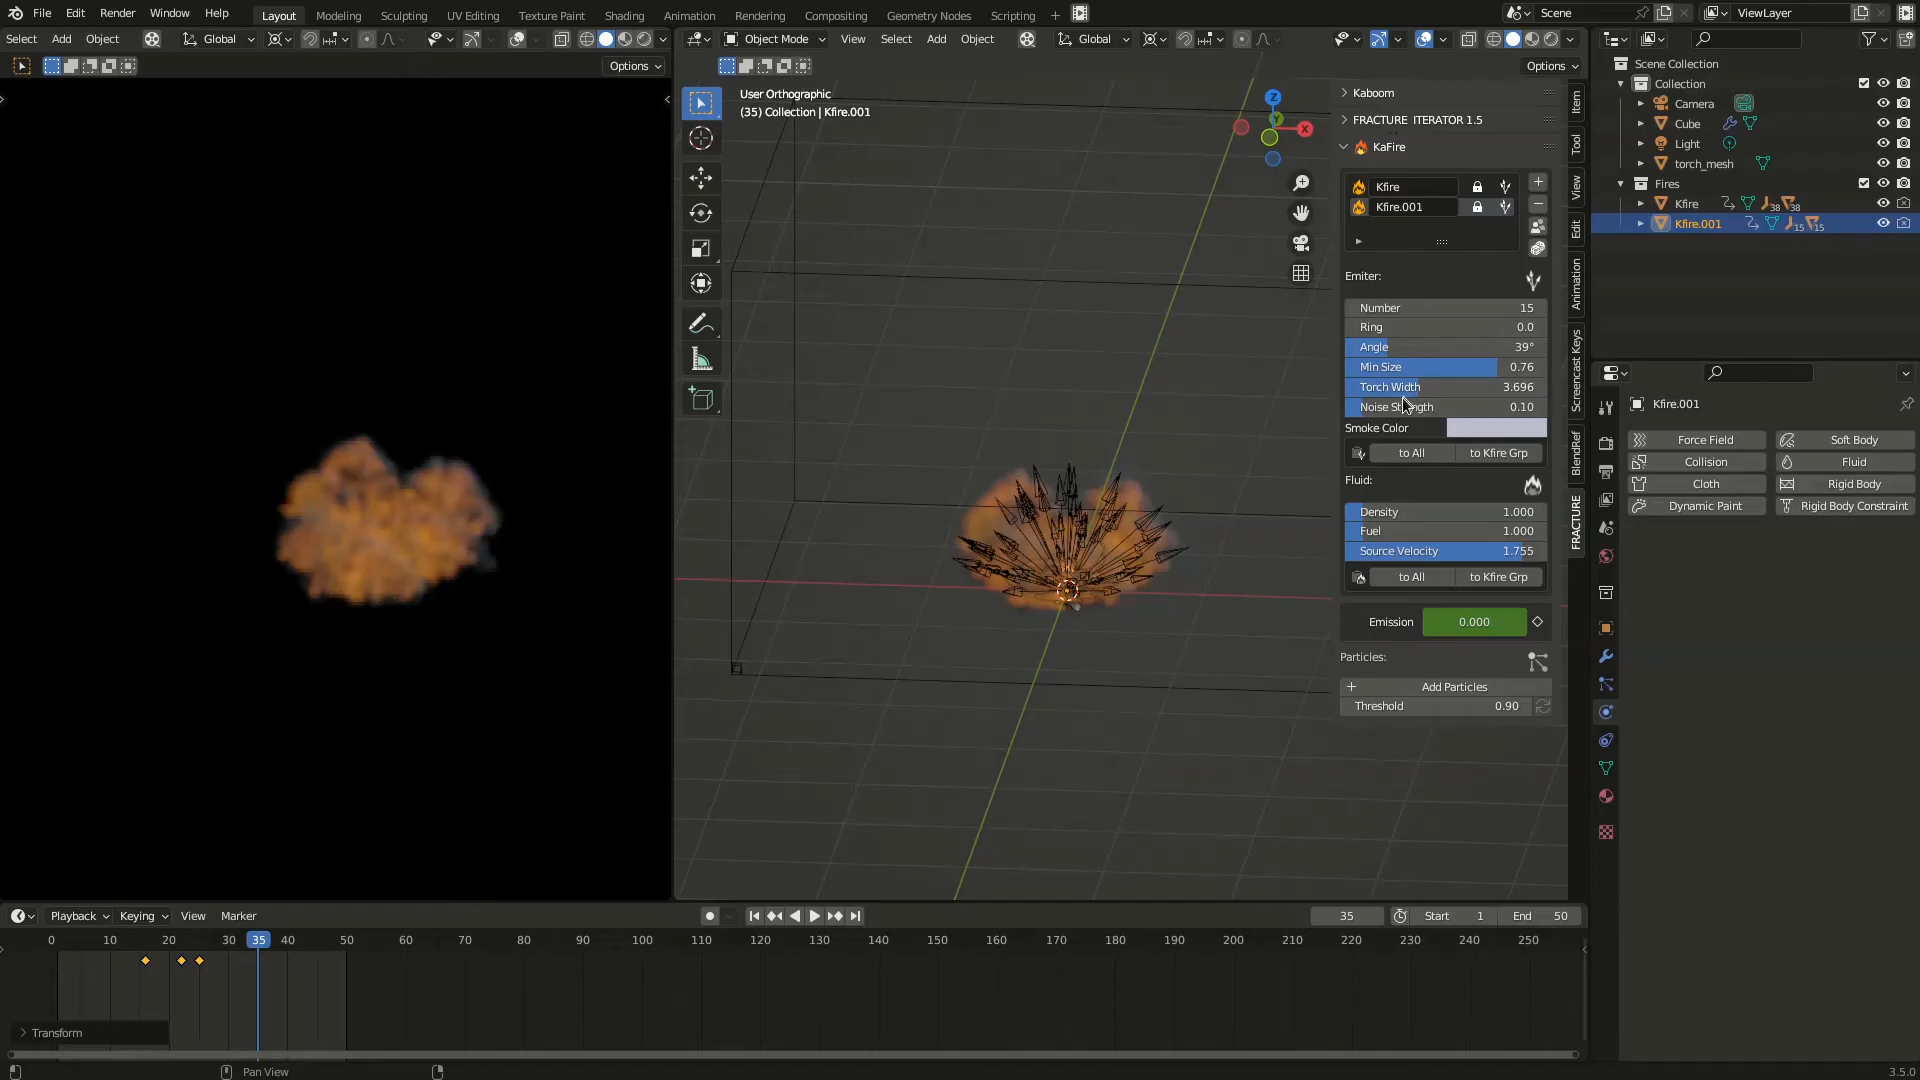 File Edit Render Window Help Layout Modeling Sculpting UV Editing Texture Paint Shading Animation Rendering Compositing Geometry Nodes Scripting Scene ViewLayer
Select Add Object Global Object Mode View Select Add Object Global
Options Options
User Orthographic
(35) Collection | Kfire.001
Z
Y
X
Kaboom
FRACTURE ITERATOR 1.5
KaFire
Kfire
Kfire.001
Emiter:
Number 15
Ring 0.0
Angle 39°
Min Size 0.76
Torch Width 3.696
Noise Strength 0.10
Smoke Color
to All to Kfire Grp
Fluid:
Density 1.000
Fuel 1.000
Source Velocity 1.755
to All to Kfire Grp
Emission 0.000
Particles:
Add Particles
Threshold 0.90
Item
Tool
View
Edit
Animation
Screencast Keys
BlendRef
FRACTURE
Scene Collection
Collection
Camera
Cube
Light
torch_mesh
Fires
Kfire 38 38
Kfire.001 15 15
Kfire.001
Force Field Soft Body
Collision Fluid
Cloth Rigid Body
Dynamic Paint Rigid Body Constraint
Playback Keying View Marker 35 Start 1 End 50
0 10 20 30 35 40 50 60 70 80 90 100 110 120 130 140 150 160 170 180 190 200 210 220 230 240 250
Transform
Pan View 3.5.0